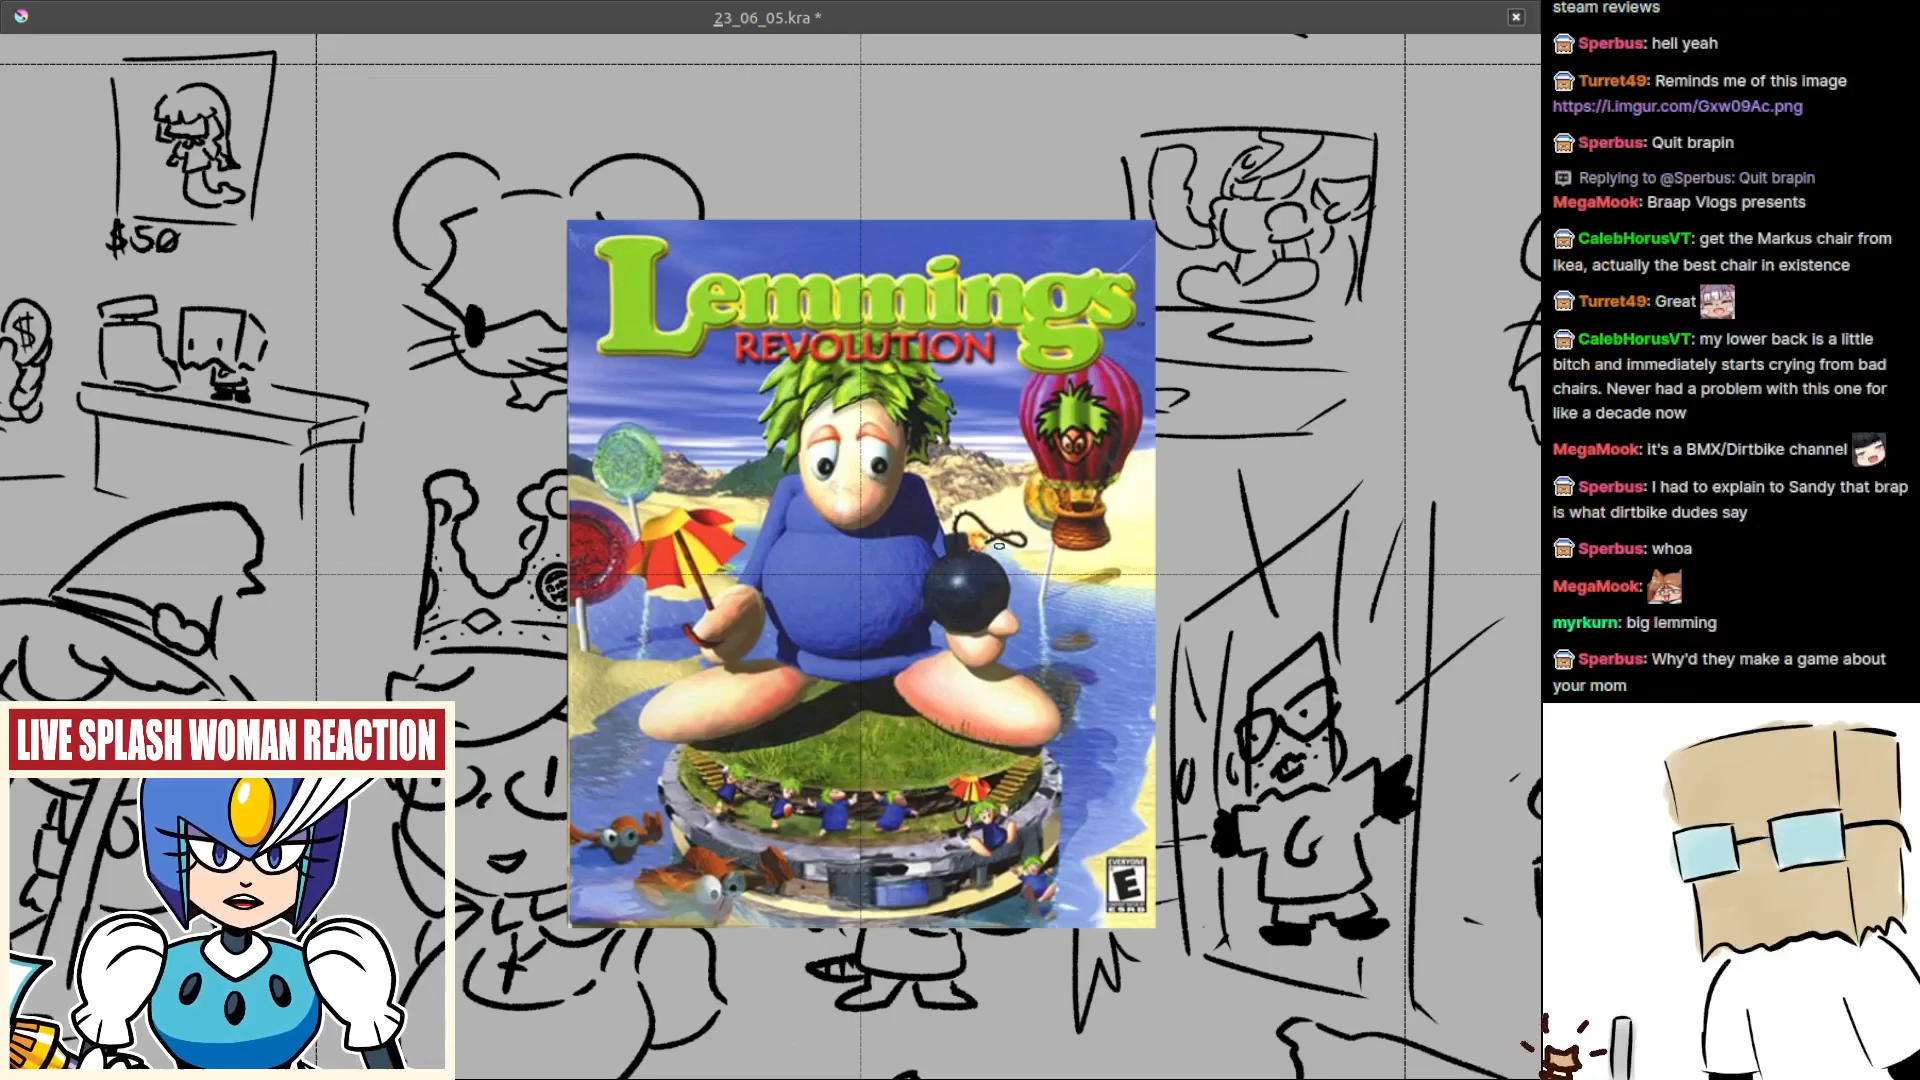 23_06_05.kra *
$50
$
Lemmings
REVOLUTION
EVERYONE
E
ESRB
LIVE SPLASH WOMAN REACTION
steam reviews
Sperbus: hell yeah
Turret49: Reminds me of this image
https://i.imgur.com/Gxw09Ac.png
Sperbus: Quit brapin
Replying to @Sperbus: Quit brapin
MegaMook: Braap Vlogs presents
CalebHorusVT: get the Markus chair from
Ikea, actually the best chair in existence
Turret49: Great
CalebHorusVT: my lower back is a little
bitch and immediately starts crying from bad
chairs. Never had a problem with this one for
like a decade now
MegaMook: it's a BMX/Dirtbike channel
Sperbus: I had to explain to Sandy that brap
is what dirtbike dudes say
Sperbus: whoa
MegaMook:
myrkurn: big lemming
Sperbus: Why'd they make a game about
your mom